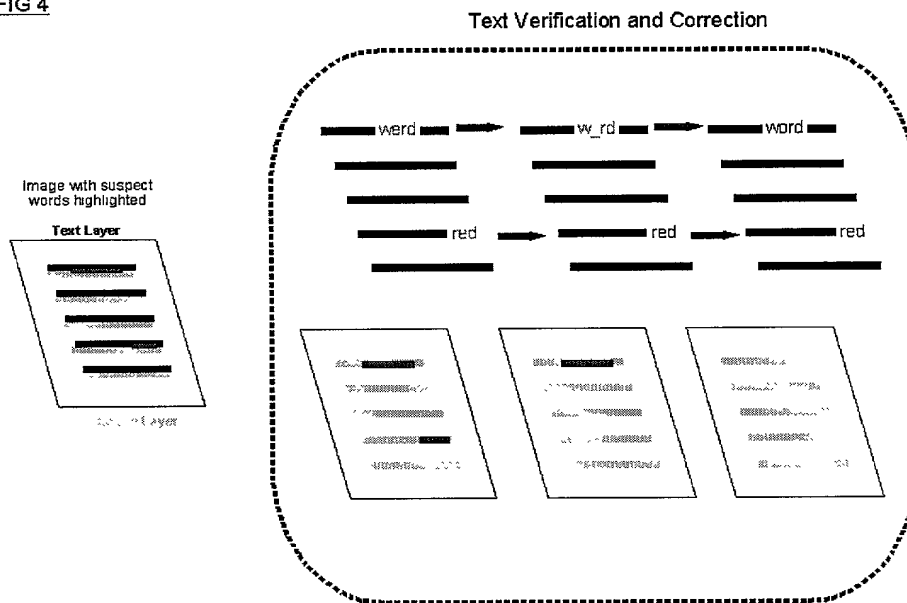 FIG 4
Text Verification and Correction
werd w_rd word
Image with suspect
words highlighted
Text Layer
red red red
Layer